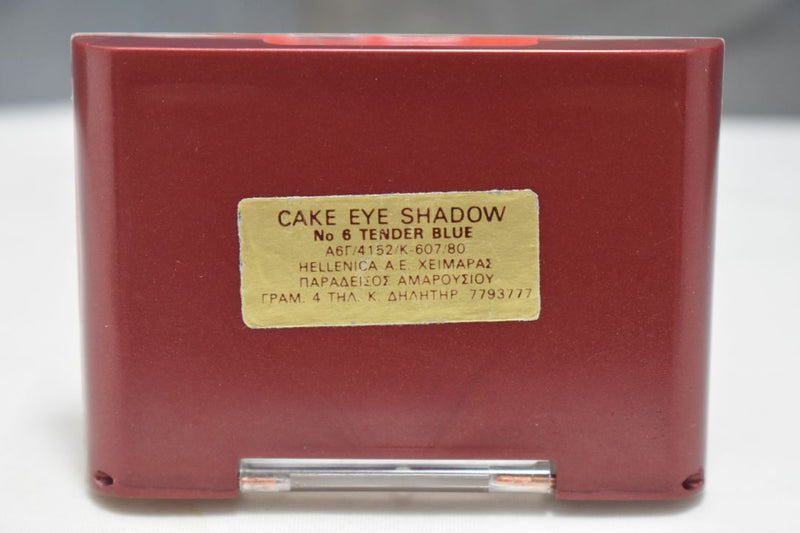 CAKE EYE SHADOW
No 6 TENDER BLUE
Α6Γ/4152/Κ-607/80
HELLENICA A.E. ΧΕΙΜΑΡΑΣ
ΠΑΡΑΔΕΙΣΟΣ ΑΜΑΡΟΥΣΙΟΥ
ΓΡΑΜ. 4 ΤΗΛ. Κ. ΔΗΛΗΤΗΡ. 7793777